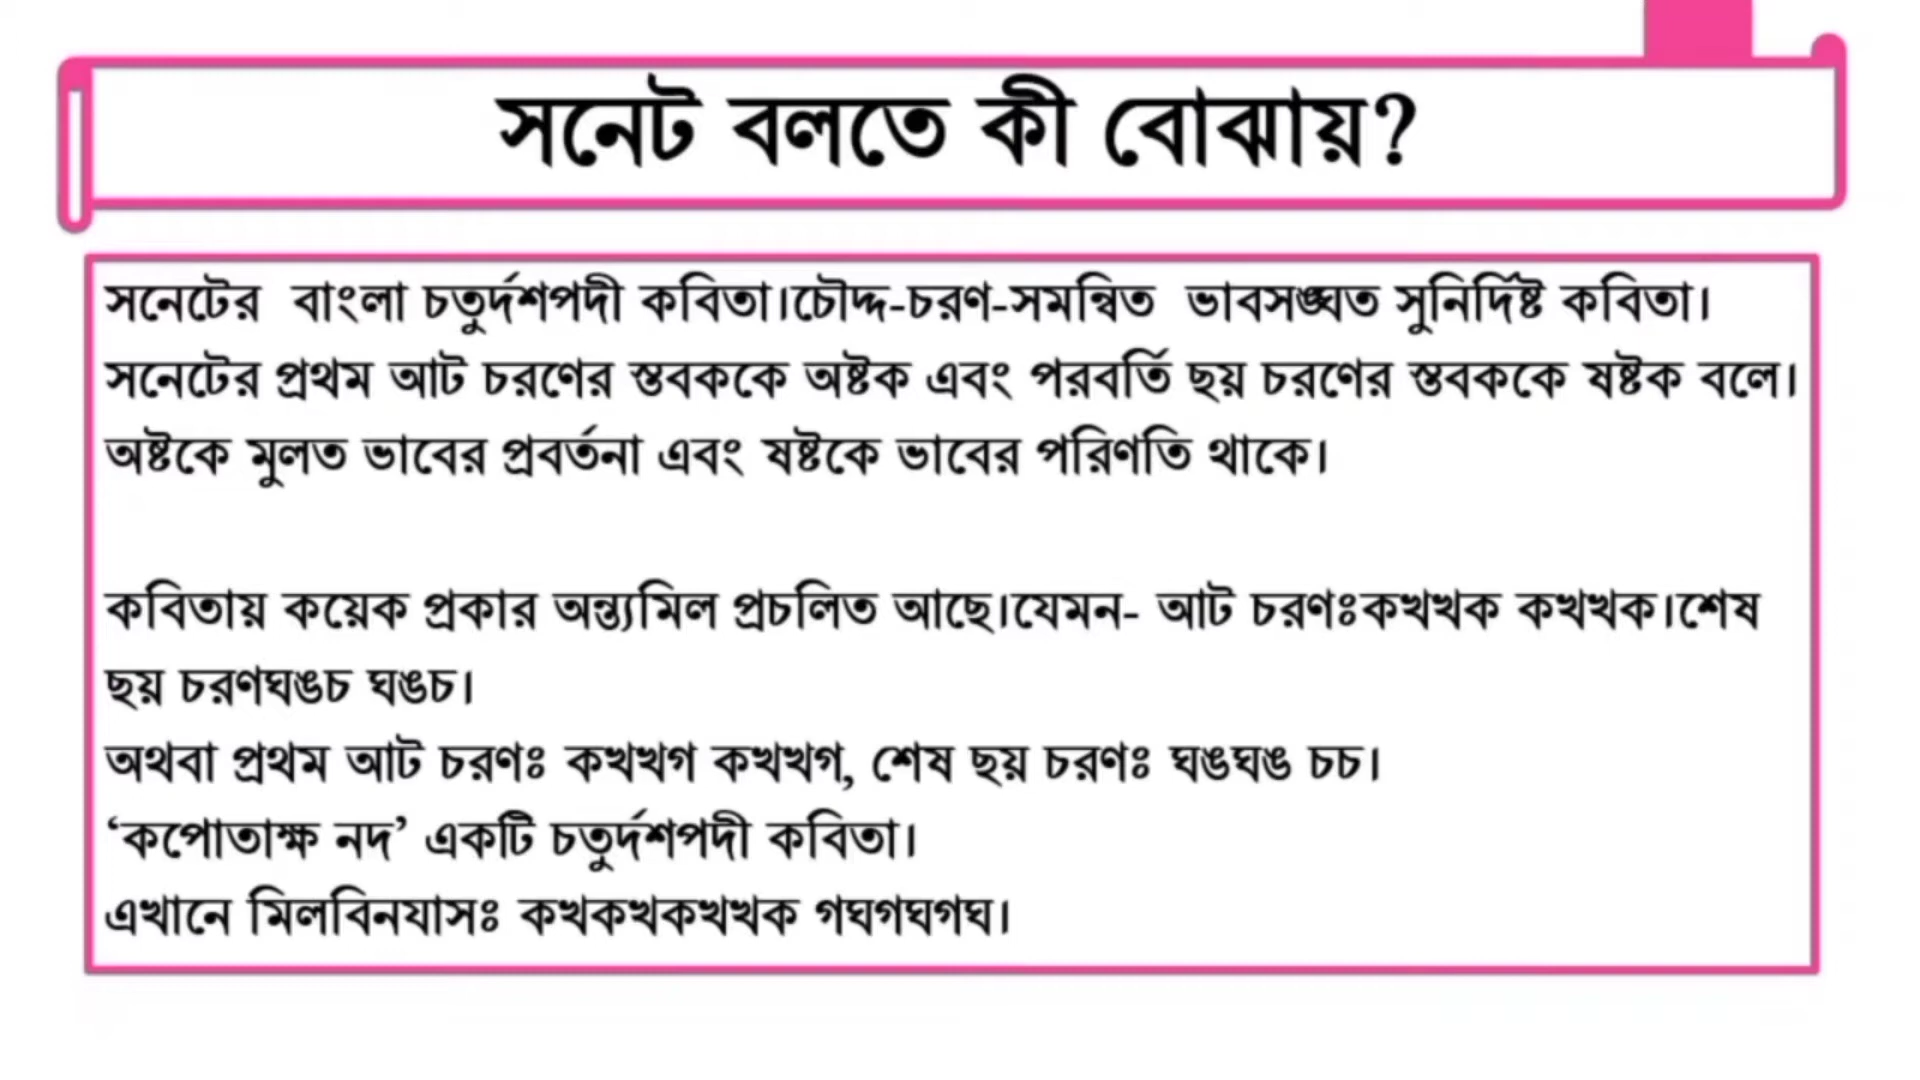 সনেট বলতে কী বোঝায়?
সনেটের বাংলা চতুর্দশপদী কবিতা।চৌদ্দ-চরণ-সমন্বিত ভাবসঙ্ঘত সুনির্দিষ্ট কবিতা।
সনেটের প্রথম আট চরণের স্তবককে অষ্টক এবং পরবর্তি ছয় চরণের স্তবককে ষষ্টক বলে।
অষ্টকে মুলত ভাবের প্রবর্তনা এবং ষষ্টকে ভাবের পরিণতি থাকে।
কবিতায় কয়েক প্রকার অন্ত্যমিল প্রচলিত আছে।যেমন- আট চরণঃকখখক কখখক।শেষ
ছয় চরণঘঙচ ঘঙচ।
অথবা প্রথম আট চরণঃ কখখগ কখখগ, শেষ ছয় চরণঃ ঘঙঘঙ চচ।
‘কপোতাক্ষ নদ’ একটি চতুর্দশপদী কবিতা।
এখানে মিলবিনযাসঃ কখকখকখখক গঘগঘগঘ।